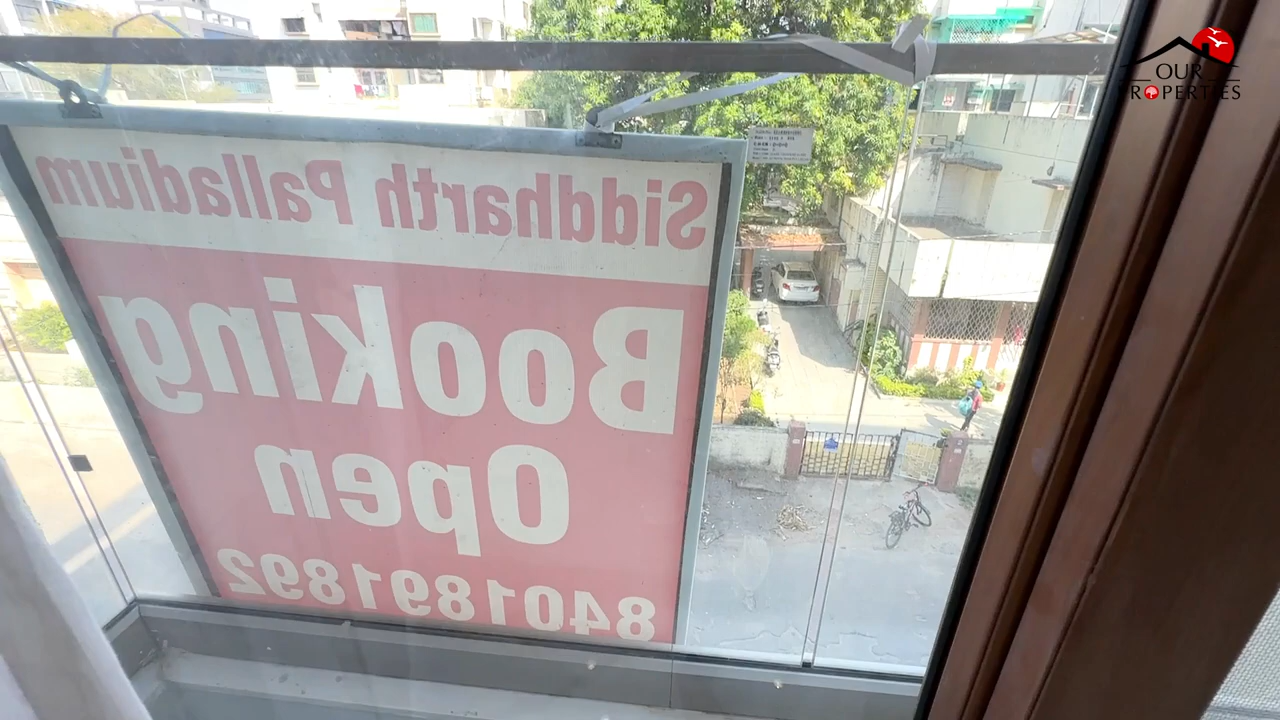 Siddharth Palladium
Booking
Open
8401891892
OUR
PROPERTIES